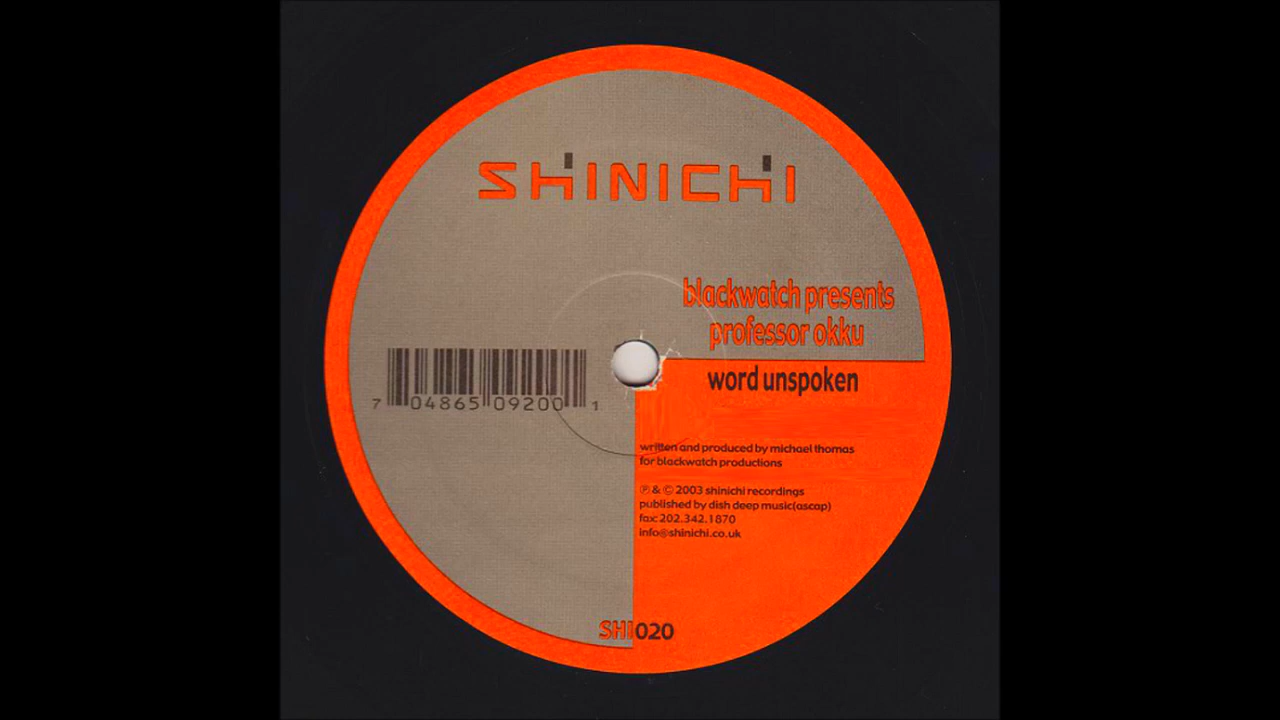 SHINICHI
blackwatch presents
professor okku
word unspoken
7 04865 09200 1
written and produced by michael thomas
for blackwatch productions
℗ & © 2003 shinichi recordings
published by dish deep music(ascap)
fax: 202.342.1870
info@shinichi.co.uk
SHI020